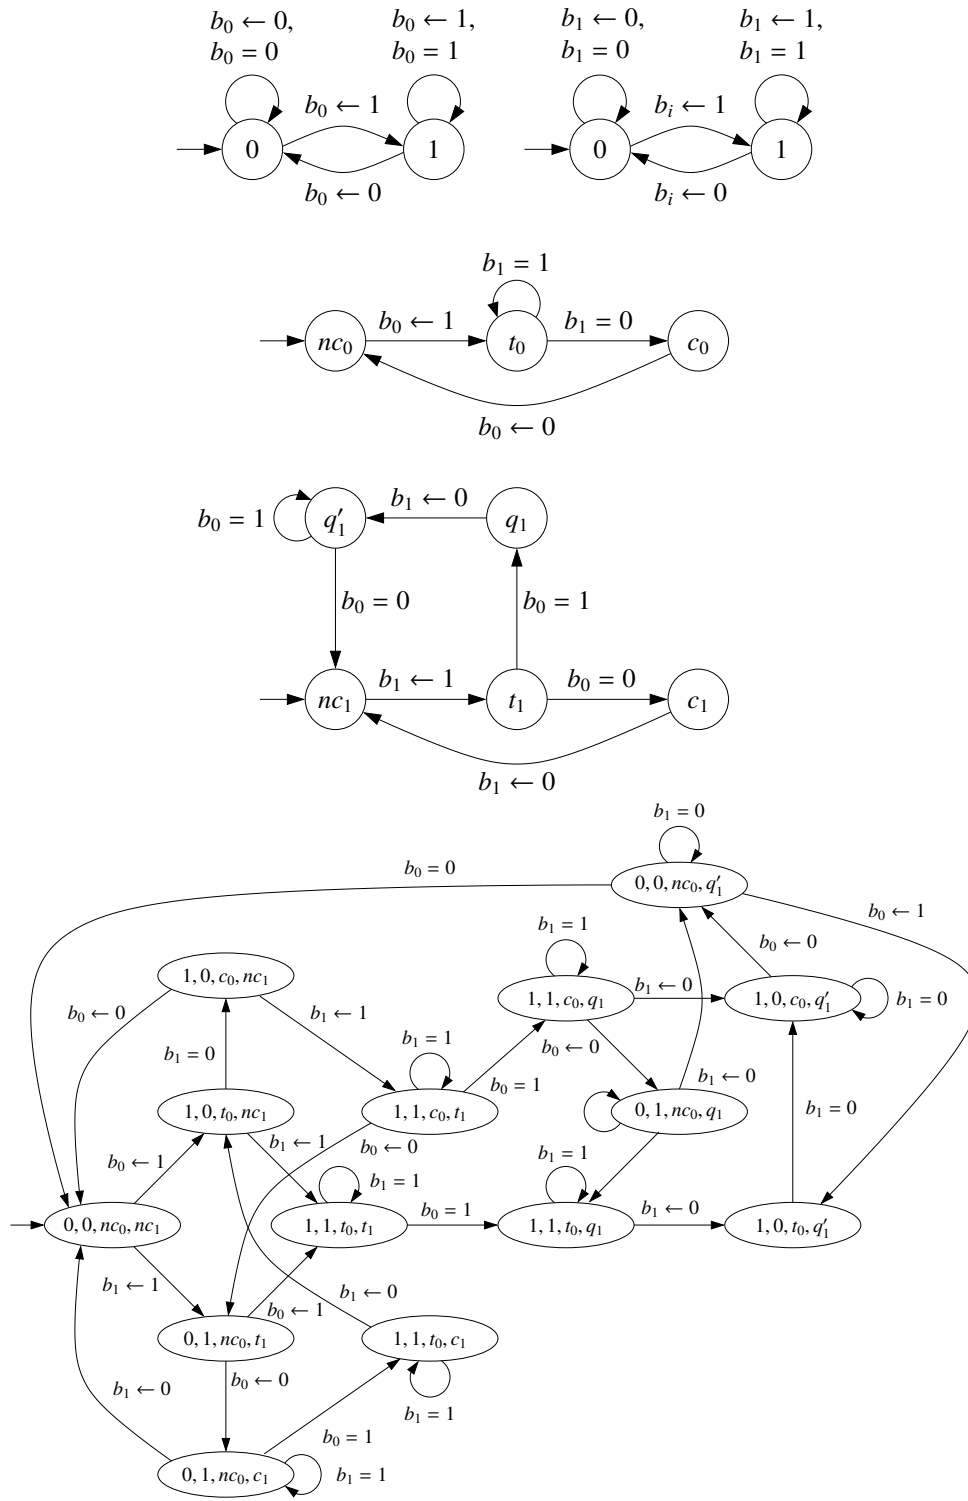 b₀ ← 0, b₀ ← 1, b₁ ← 0, b₁ ← 1,
b₀ = 0 b₀ = 1 b₁ = 0 b₁ = 1
b₀ ← 1 bᵢ ← 1
0 1 0 1
b₀ ← 0 bᵢ ← 0
b₁ = 1
b₀ ← 1 b₁ = 0
nc₀ t₀ c₀
b₀ ← 0
b₁ ← 0
b₀ = 1 q′₁ q₁
b₀ = 0 b₀ = 1
b₁ ← 1 b₀ = 0
nc₁ t₁ c₁
b₁ ← 0
b₁ = 0
b₀ = 0
0, 0, nc₀, q′₁
b₀ ← 1
b₁ = 1
b₀ ← 0
1, 0, c₀, nc₁
b₁ ← 0
1, 1, c₀, q₁ 1, 0, c₀, q′₁ b₁ = 0
b₀ ← 0 b₁ ← 1
b₁ = 1 b₀ ← 0
b₁ = 0 b₀ = 1 b₁ ← 0
1, 0, t₀, nc₁ 1, 1, c₀, t₁ 0, 1, nc₀, q₁ b₁ = 0
b₁ ← 1 b₀ ← 0
b₀ ← 1 b₁ = 1 b₁ = 1
b₀ = 1 b₁ ← 0
0, 0, nc₀, nc₁ 1, 1, t₀, t₁ 1, 1, t₀, q₁ 1, 0, t₀, q′₁
b₁ ← 1 b₁ ← 0
b₀ ← 1
0, 1, nc₀, t₁ 1, 1, t₀, c₁
b₁ ← 0 b₀ ← 0
b₁ = 1
b₀ = 1
0, 1, nc₀, c₁ b₁ = 1